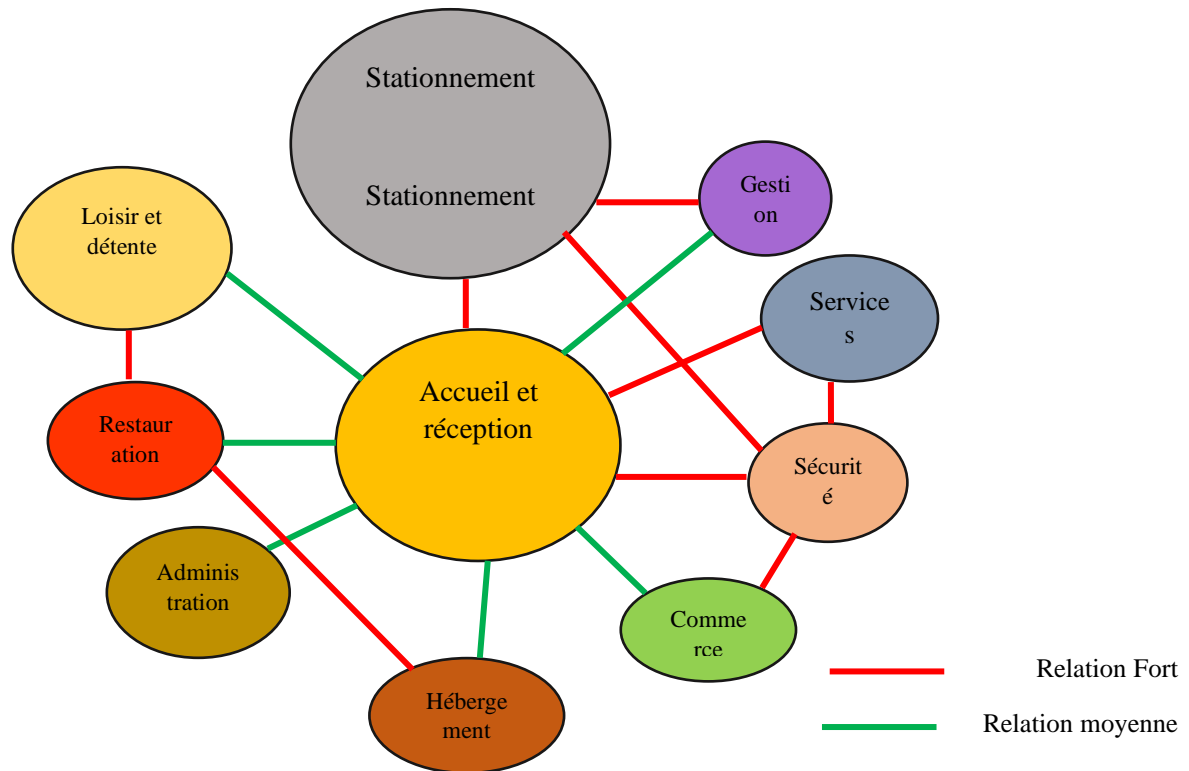 Stationnement
Stationnement
Gesti
on
Loisir et
détente
Service
s
Accueil et
réception
Restaur
ation
Sécurit
é
Adminis
tration
Comme
rce
Héberge
ment
Relation Fort
Relation moyenne